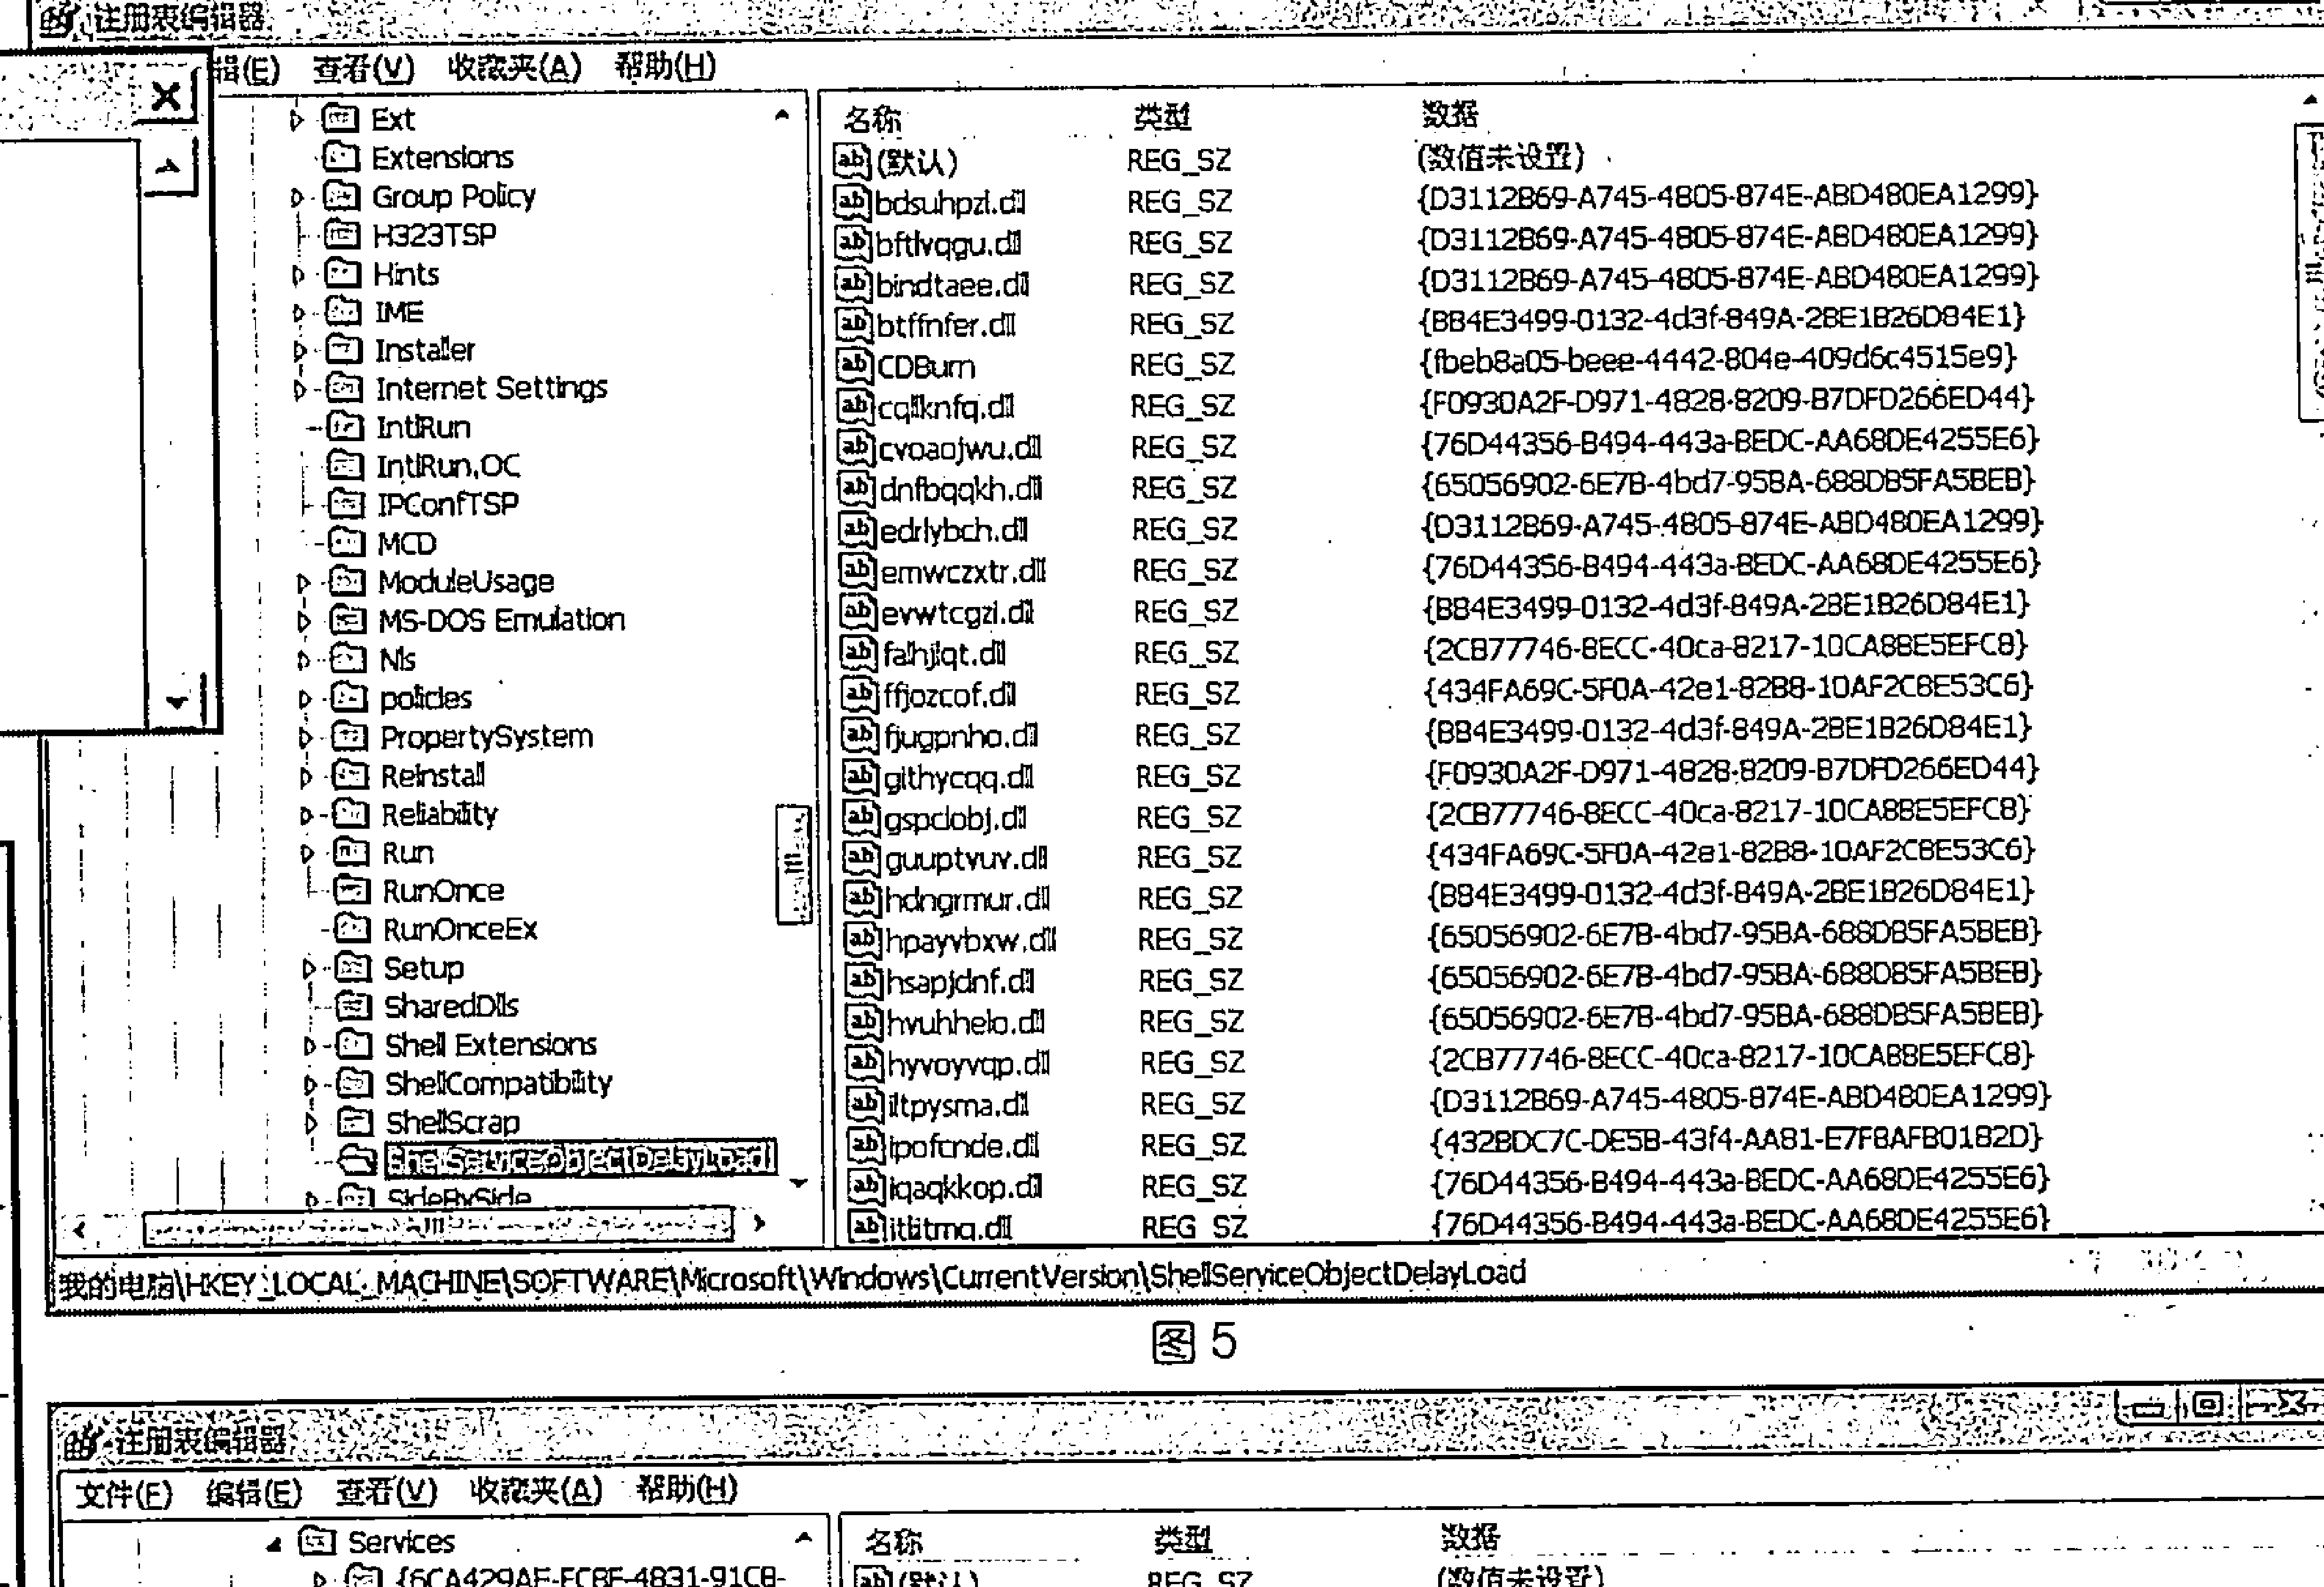 注册表编辑器
辑(E) 查看(V) 收藏夹(A) 帮助(H)
Ext
Extensions
Group Policy
H323TSP
Hints
IME
Installer
Internet Settings
IntlRun
IntlRun.OC
IPConfTSP
MCD
ModuleUsage
MS-DOS Emulation
Nls
policies
PropertySystem
Reinstall
Reliability
Run
RunOnce
RunOnceEx
Setup
SharedDlls
Shell Extensions
ShellCompatibility
ShellScrap
ShellServiceObjectDelayLoad
SideBySide
名称 类型 数据
(默认) REG_SZ (数值未设置)
bdsuhpzl.dll REG_SZ {D3112B69-A745-4805-874E-ABD480EA1299}
bftlvqgu.dll REG_SZ {D3112B69-A745-4805-874E-ABD480EA1299}
bindtaee.dll REG_SZ {D3112B69-A745-4805-874E-ABD480EA1299}
btffnfer.dll REG_SZ {BB4E3499-0132-4d3f-849A-2BE1B26D84E1}
CDBurn REG_SZ {fbeb8a05-beee-4442-804e-409d6c4515e9}
cqlknfq.dll REG_SZ {F0930A2F-D971-4828-8209-B7DFD266ED44}
cvoaojwu.dll REG_SZ {76D44356-B494-443a-BEDC-AA68DE4255E6}
dnfbqqkh.dll REG_SZ {65056902-6E7B-4bd7-95BA-688DB5FA5BEB}
edrlybch.dll REG_SZ {D3112B69-A745-4805-874E-ABD480EA1299}
emwczxtr.dll REG_SZ {76D44356-B494-443a-BEDC-AA68DE4255E6}
evwtcgzl.dll REG_SZ {BB4E3499-0132-4d3f-849A-2BE1B26D84E1}
falhjlqt.dll REG_SZ {2CB77746-8ECC-40ca-8217-10CA8BE5EFC8}
ffjozcof.dll REG_SZ {434FA69C-5F0A-42e1-82B8-10AF2CBE53C6}
fjugpnho.dll REG_SZ {BB4E3499-0132-4d3f-849A-2BE1B26D84E1}
glthycqq.dll REG_SZ {F0930A2F-D971-4828-8209-B7DFD266ED44}
gspclobj.dll REG_SZ {2CB77746-8ECC-40ca-8217-10CA8BE5EFC8}
guuptvuv.dll REG_SZ {434FA69C-5F0A-42e1-82B8-10AF2CBE53C6}
hdngrmur.dll REG_SZ {BB4E3499-0132-4d3f-849A-2BE1B26D84E1}
hpayvbxw.dll REG_SZ {65056902-6E7B-4bd7-95BA-688DB5FA5BEB}
hsapjdnf.dll REG_SZ {65056902-6E7B-4bd7-95BA-688DB5FA5BEB}
hvuhhelo.dll REG_SZ {65056902-6E7B-4bd7-95BA-688DB5FA5BEB}
hyvoyvqp.dll REG_SZ {2CB77746-8ECC-40ca-8217-10CA8BE5EFC8}
iltpysma.dll REG_SZ {D3112B69-A745-4805-874E-ABD480EA1299}
ipofcnde.dll REG_SZ {432BDC7C-DE5B-43f4-AA81-E7F8AFB0182D}
iqaqkkop.dll REG_SZ {76D44356-B494-443a-BEDC-AA68DE4255E6}
REG_SZ {76D44356-B494-443a-BEDC-AA68DE4255E6}
我的电脑\HKEY_LOCAL_MACHINE\SOFTWARE\Microsoft\Windows\CurrentVersion\ShellServiceObjectDelayLoad
图 5
注册表编辑器
文件(F) 编辑(E) 查看(V) 收藏夹(A) 帮助(H)
Services
名称 类型 数据
(默认) REG_SZ (数值未设置)